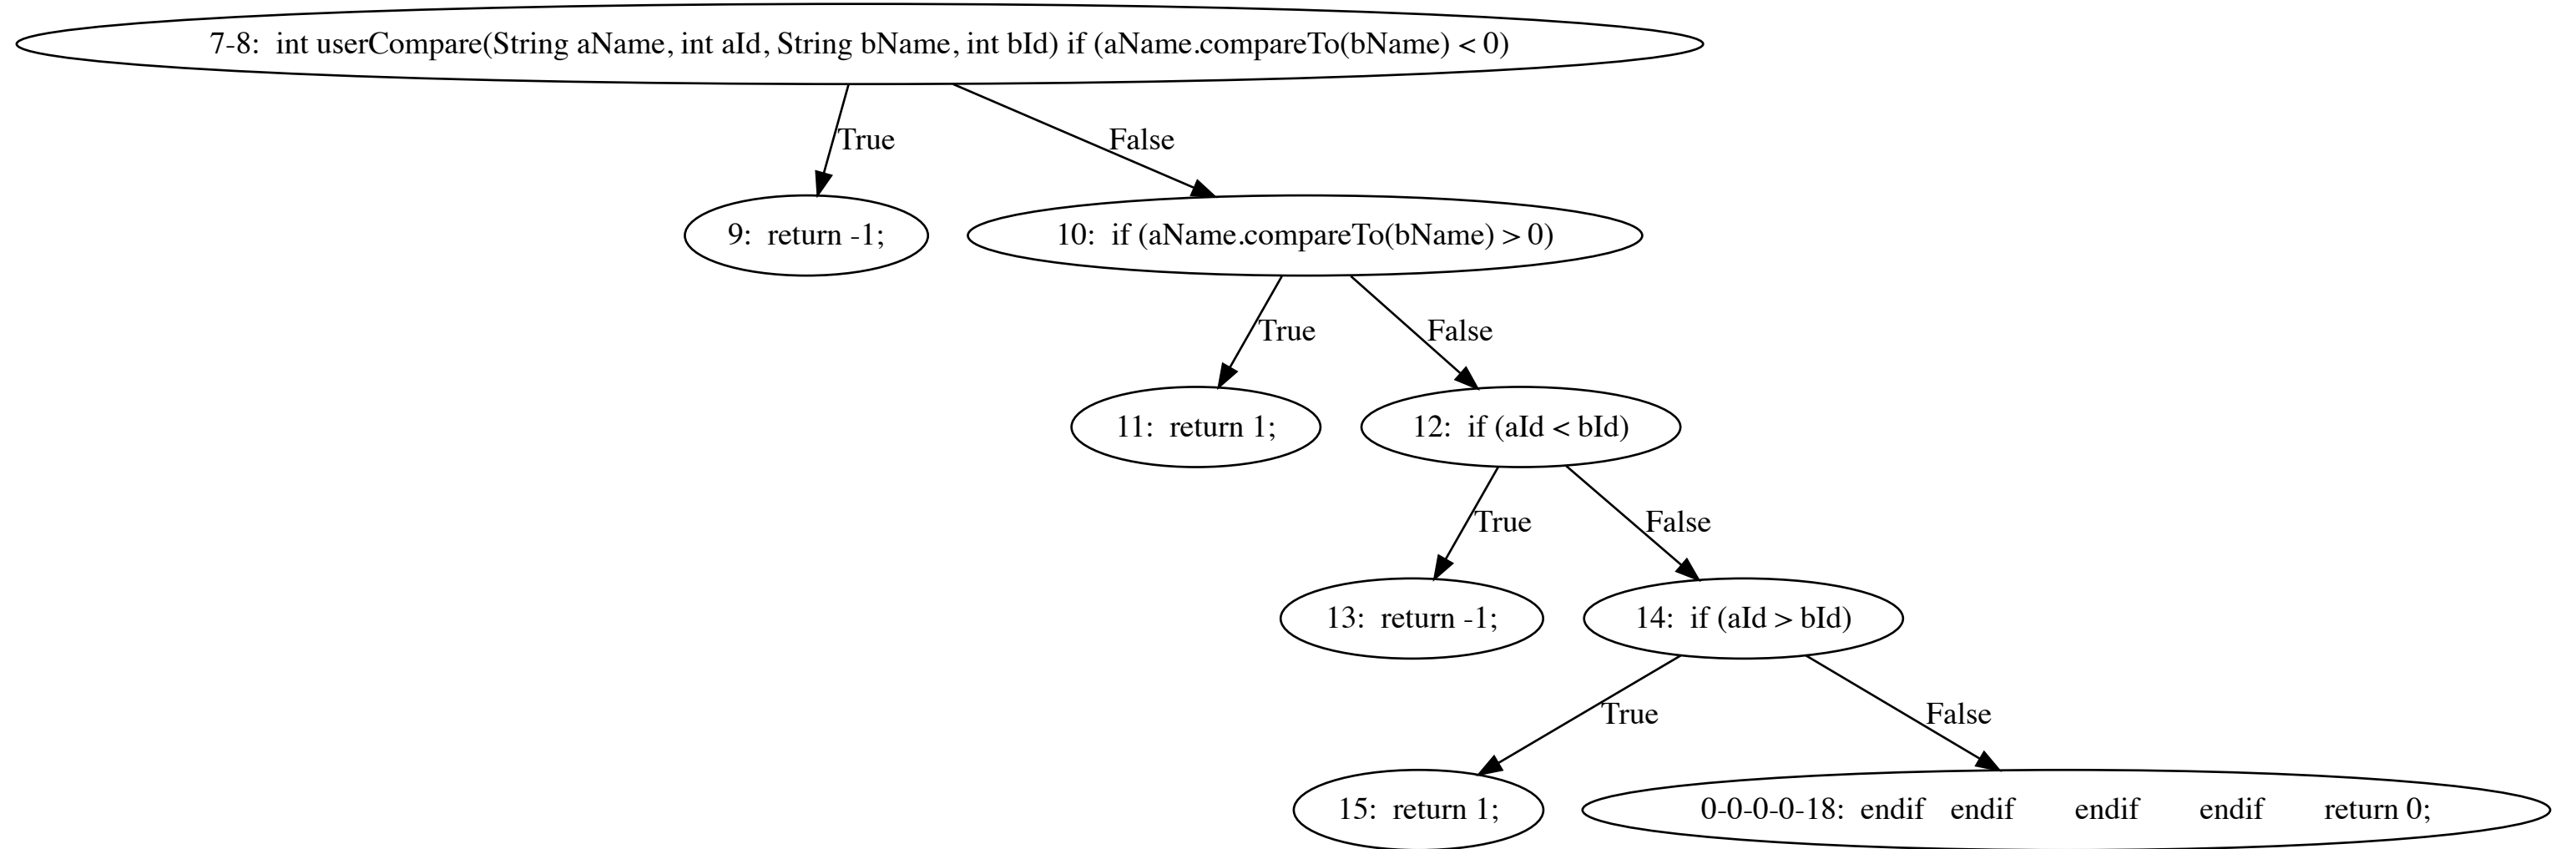 7-8:  int userCompare(String aName, int aId, String bName, int bId) if (aName.compareTo(bName) < 0)
True
False
9:  return -1;
10:  if (aName.compareTo(bName) > 0)
True
False
11:  return 1;
12:  if (aId < bId)
True
False
13:  return -1;
14:  if (aId > bId)
True
False
15:  return 1;
0-0-0-0-18:  endif   endif       endif       endif       return 0;